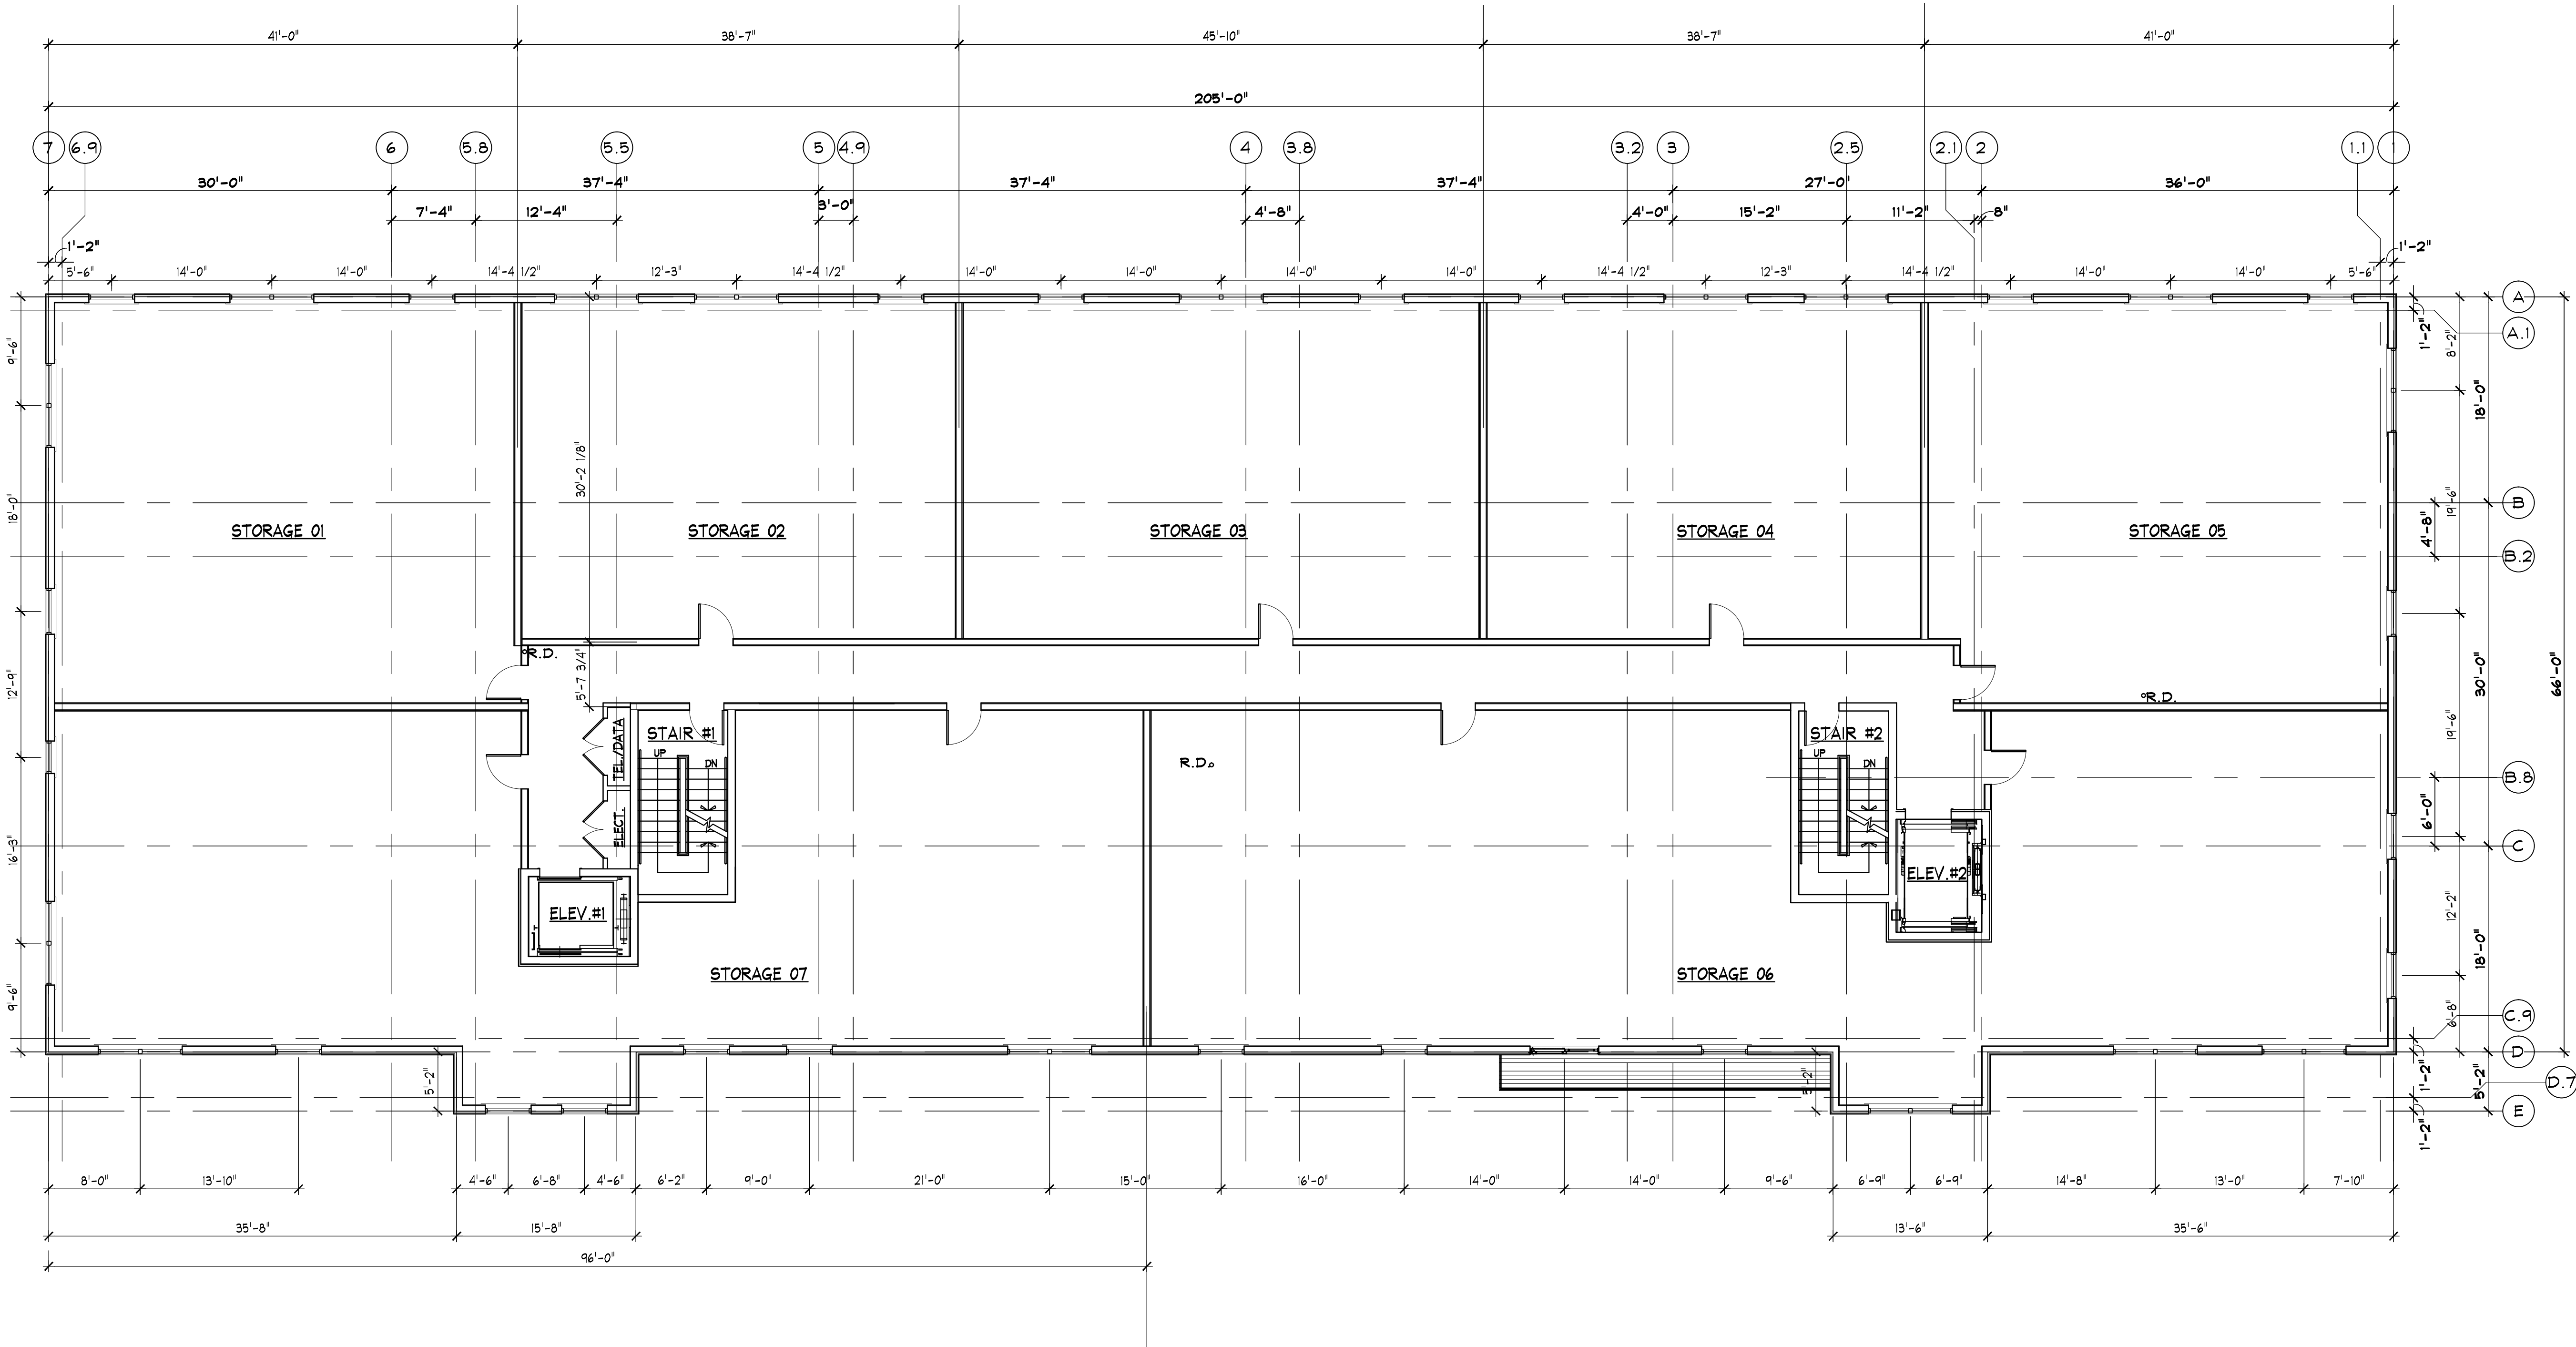 41'-0" 38'-7" 45'-10" 38'-7" 41'-0"
205'-0"
7 6.9 6 5.8 5.5 5 4.9 4 3.8 3.2 3 2.5 2.1 2 1.1 1
30'-0" 37'-4" 37'-4" 37'-4" 27'-0" 36'-0"
7'-4" 12'-4" 3'-0" 4'-8" 4'-0" 15'-2" 11'-2" 8"
1'-2" 1'-2"
5'-6" 14'-0" 14'-0" 14'-4 1/2" 12'-3" 14'-4 1/2" 14'-0" 14'-0" 14'-0" 14'-0" 14'-4 1/2" 12'-3" 14'-4 1/2" 14'-0" 14'-0" 5'-6"
A
A.1
1'-2"
8'-2"
9'-6"
18'-0"
30'-2 1/8"
18'-0"
19'-6"
B
4'-8"
B.2
STORAGE 01 STORAGE 02 STORAGE 03 STORAGE 04 STORAGE 05
R.D.
5'-7 3/4"
12'-9"
R.D.
30'-0"
66'-0"
19'-6"
TEL./DATA
STAIR #1
UP
DN
R.D.
STAIR #2
UP
DN
B.8
6'-0"
ELECT.
16'-3"
C
ELEV.#2
ELEV.#1
12'-2"
18'-0"
STORAGE 07 STORAGE 06
9'-6"
6'-8"
C.9
D
5'-2"
5'-2"
1'-2"
5'-2"
D.7
E
1'-2"
8'-0" 13'-10" 4'-6" 6'-8" 4'-6" 6'-2" 9'-0" 21'-0" 15'-0" 16'-0" 14'-0" 14'-0" 9'-6" 6'-9" 6'-9" 14'-8" 13'-0" 7'-10"
35'-8" 15'-8" 13'-6" 35'-6"
96'-0"